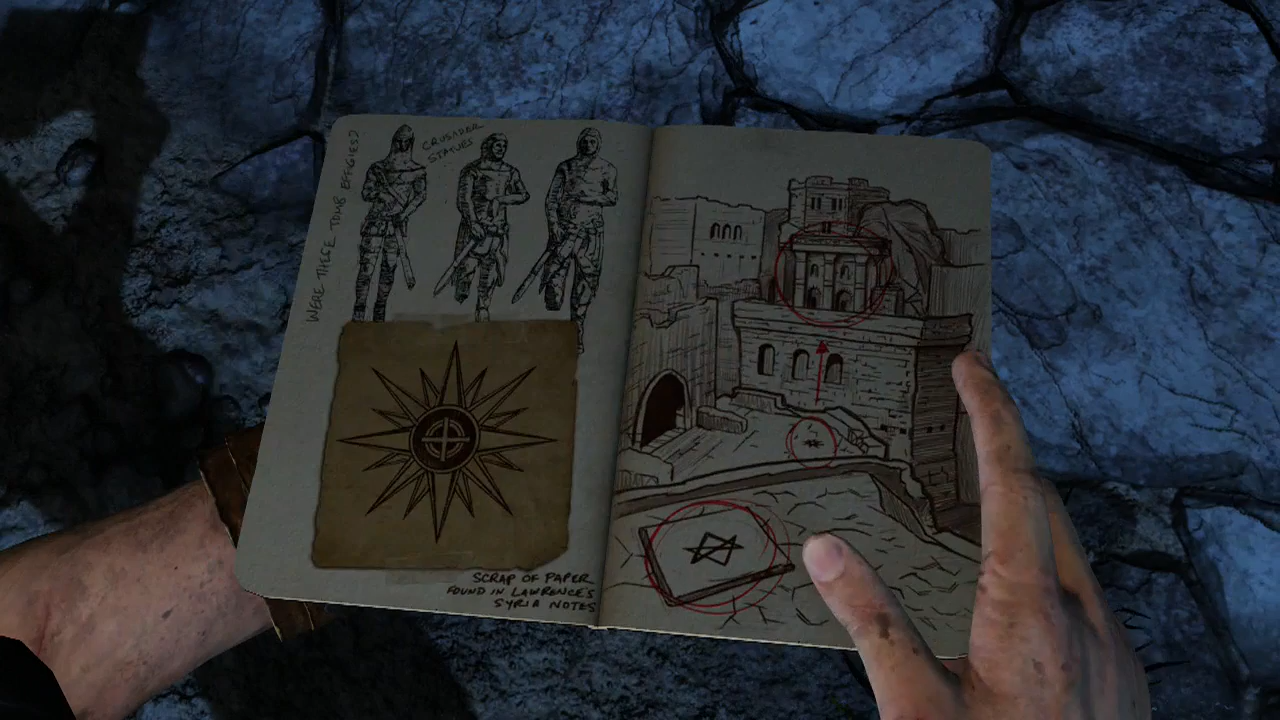 WERE THESE TOMB EFFIGIES?
CRUSADER
STATUES
SCRAP OF PAPER
FOUND IN LAWRENCE'S
SYRIA NOTES